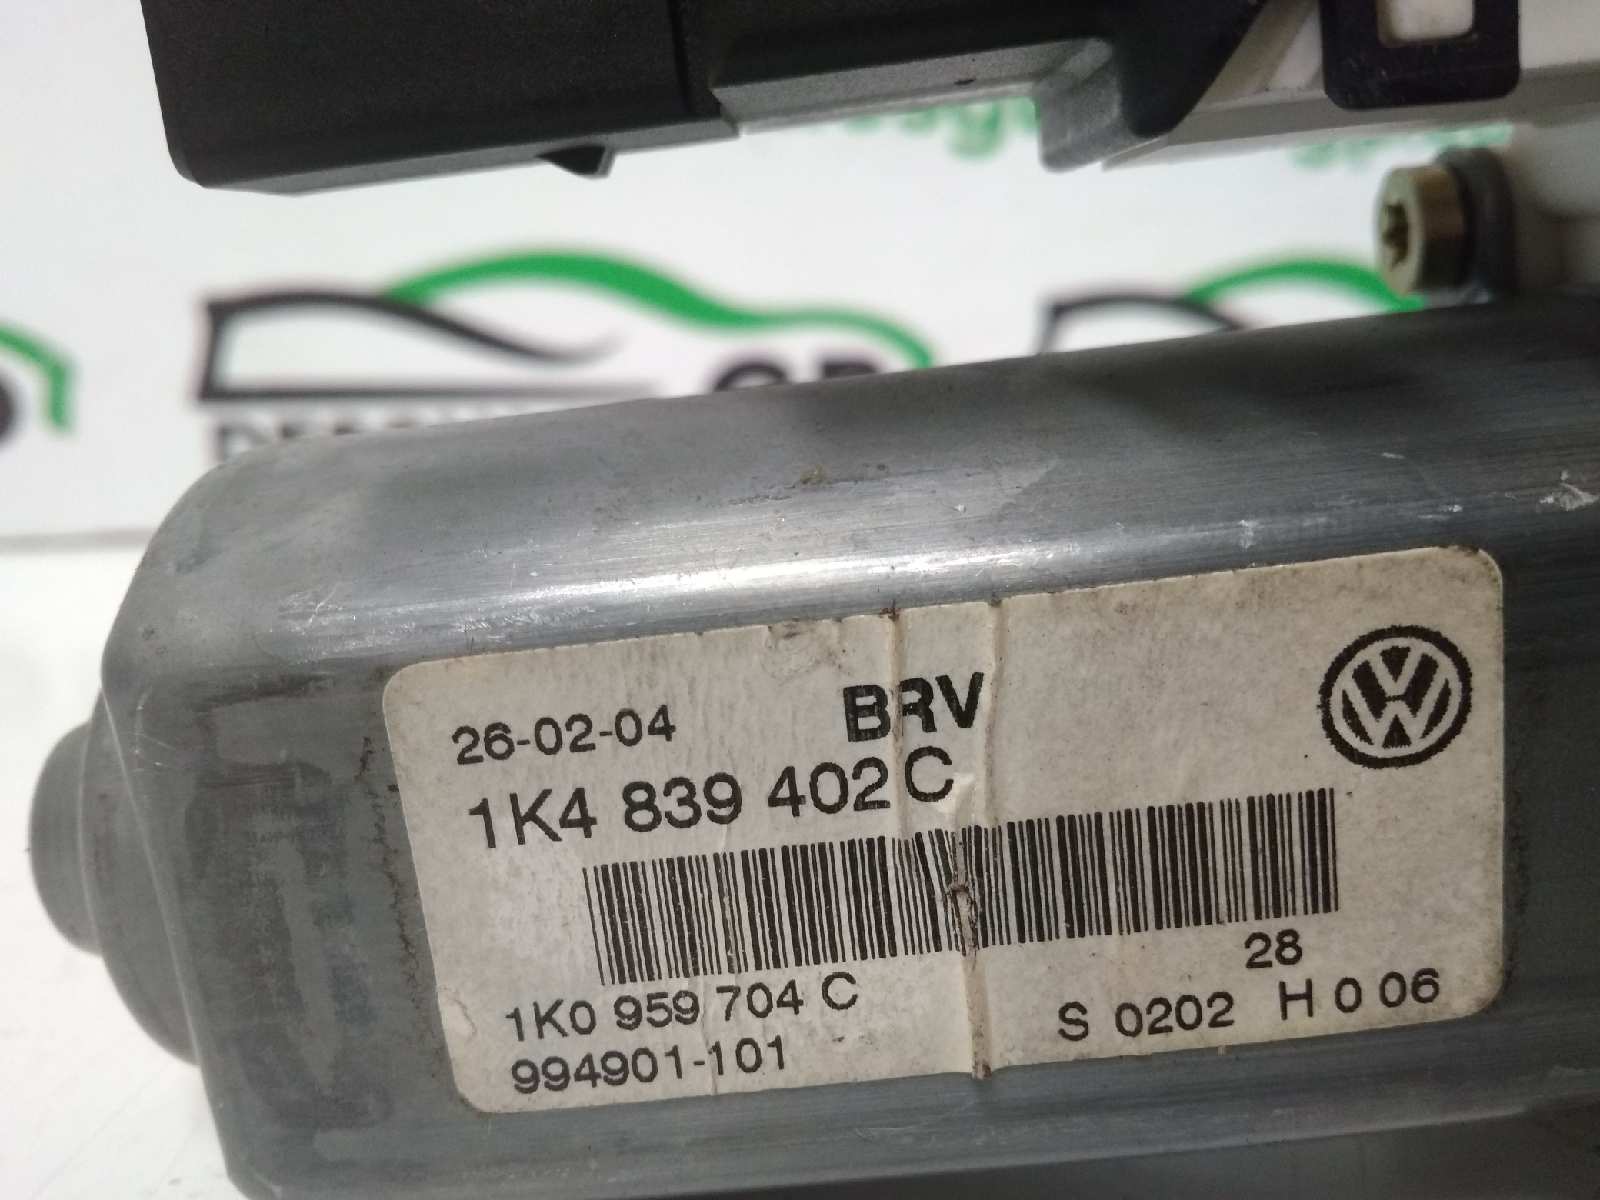 26-02-04 BRV
1K4 839 402 C
28
1K0 959 704 C
S 0202 H 0 06
994901-101